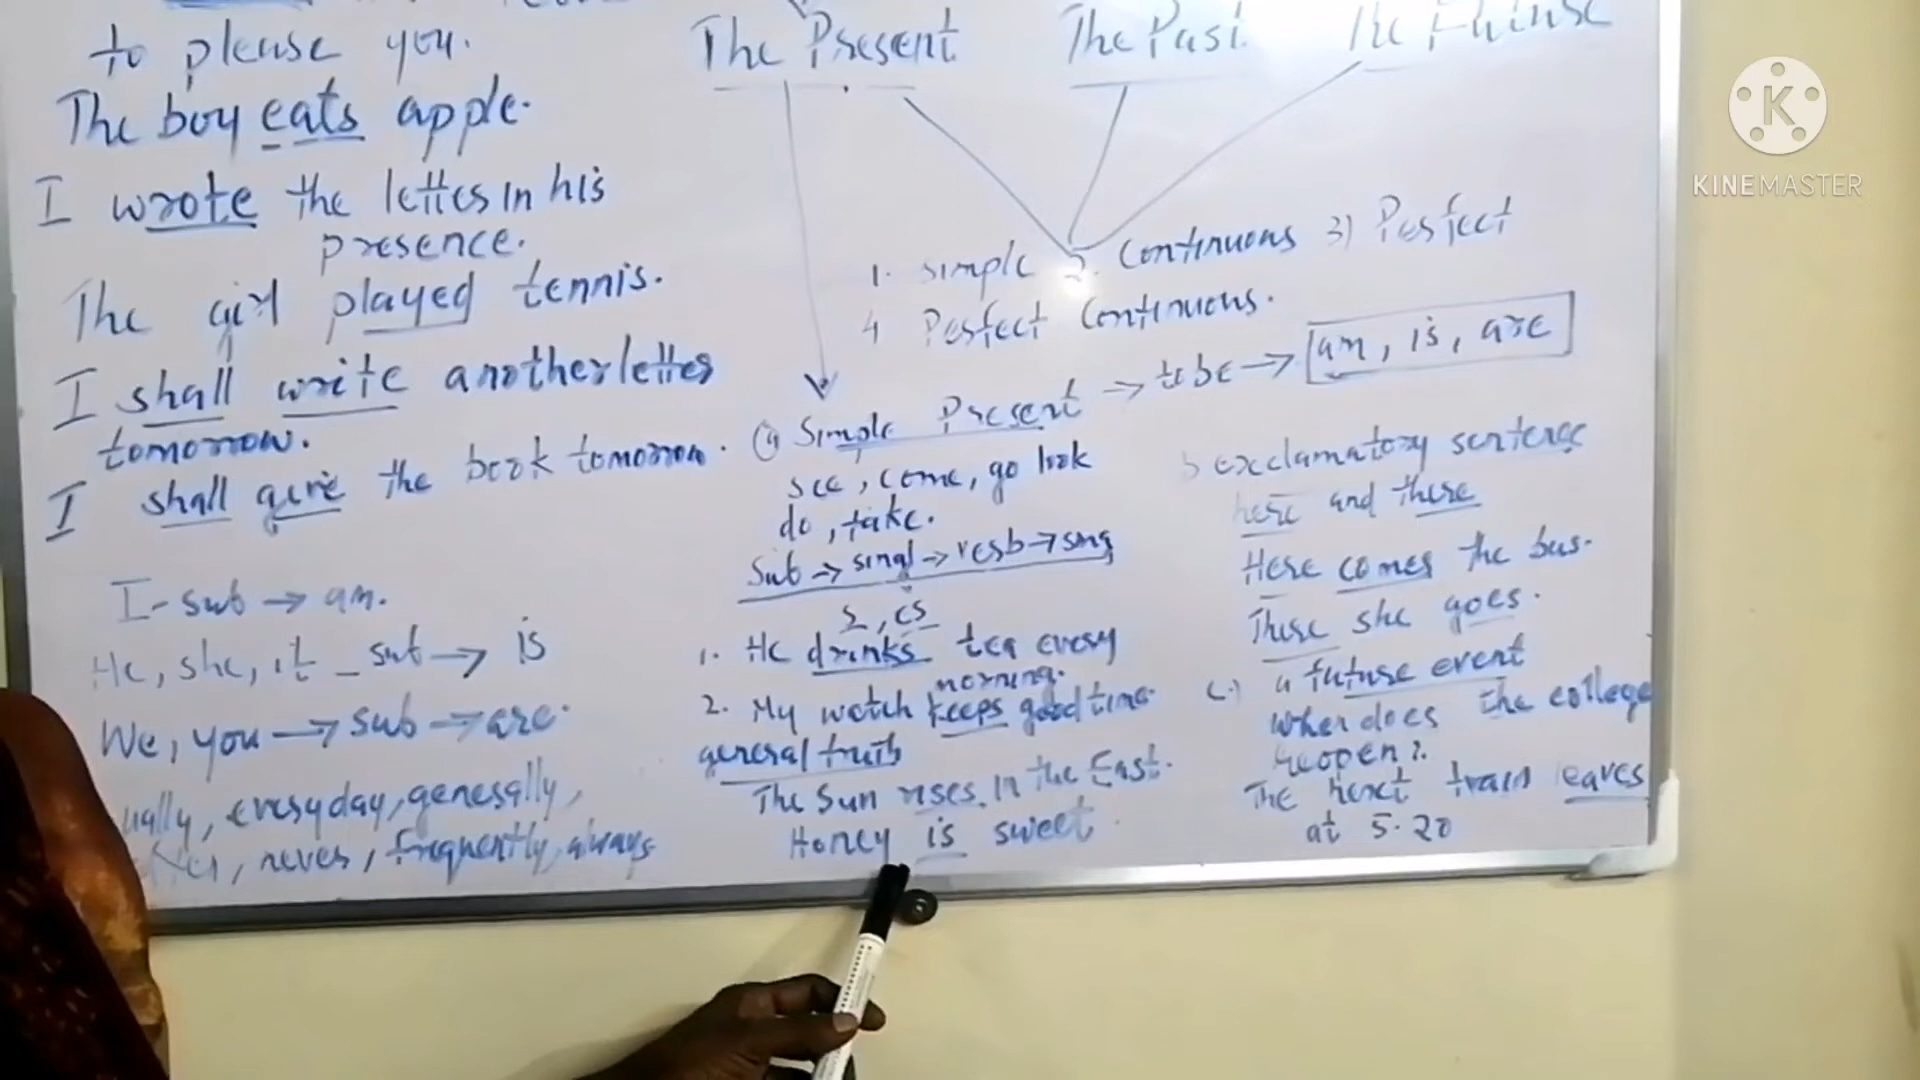 to please you.
The boy eats apple.
I wrote the letter in his
presence.
The girl played tennis.
I shall write another letter
tomorrow.
I shall give the book tomorrow.
I - sub → am.
He, she, it - sub → is
We, you → sub → are.
ually, everyday, generally,
never, frequently, always
The Present The Past The Future
1. Simple 2. Continuous 3) Perfect
4 Perfect Continuous.
Simple Present → to be → am, is, are
see, come, go look
do, take.
Sub → singl → verb → sing
s, es
1. He drinks tea every
morning.
2. My watch keeps good time
general truth
The Sun rises in the East.
Honey is sweet
exclamatory sentence
here and there
Here comes the bus.
There she goes.
c.) a future event
When does the college
reopen?
The next train leaves
at 5.20
K
KINEMASTER